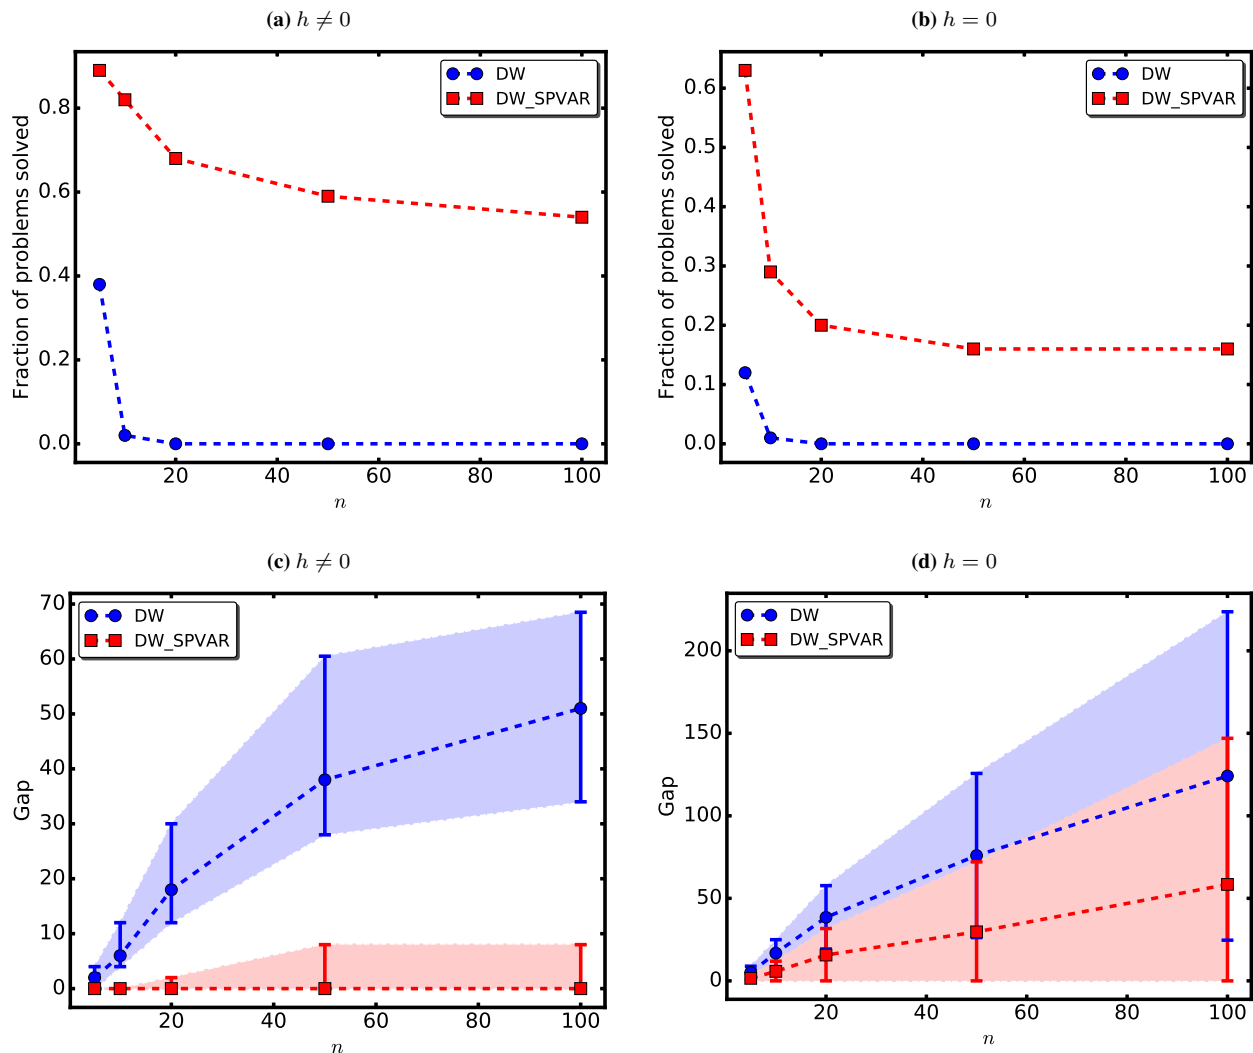 (a) h ≠ 0
0.8
0.6
0.4
0.2
0.0
Fraction of problems solved
DW
DW_SPVAR
20 40 60 80 100
n
(b) h = 0
0.6
0.5
0.4
0.3
0.2
0.1
0.0
Fraction of problems solved
DW
DW_SPVAR
20 40 60 80 100
n
(c) h ≠ 0
70
60
50
40
30
20
10
0
Gap
DW
DW_SPVAR
20 40 60 80 100
n
(d) h = 0
200
150
100
50
0
Gap
DW
DW_SPVAR
20 40 60 80 100
n